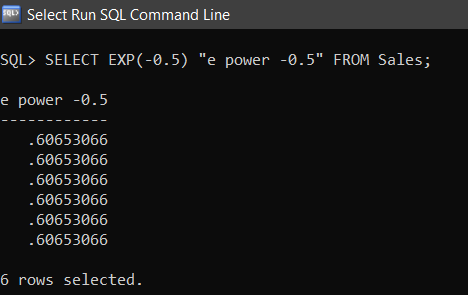 Select Run SQL Command Line
SQL> SELECT EXP(-0.5) "e power -0.5" FROM Sales;
e power -0.5
------------
.60653066
.60653066
.60653066
.60653066
.60653066
.60653066
6 rows selected.